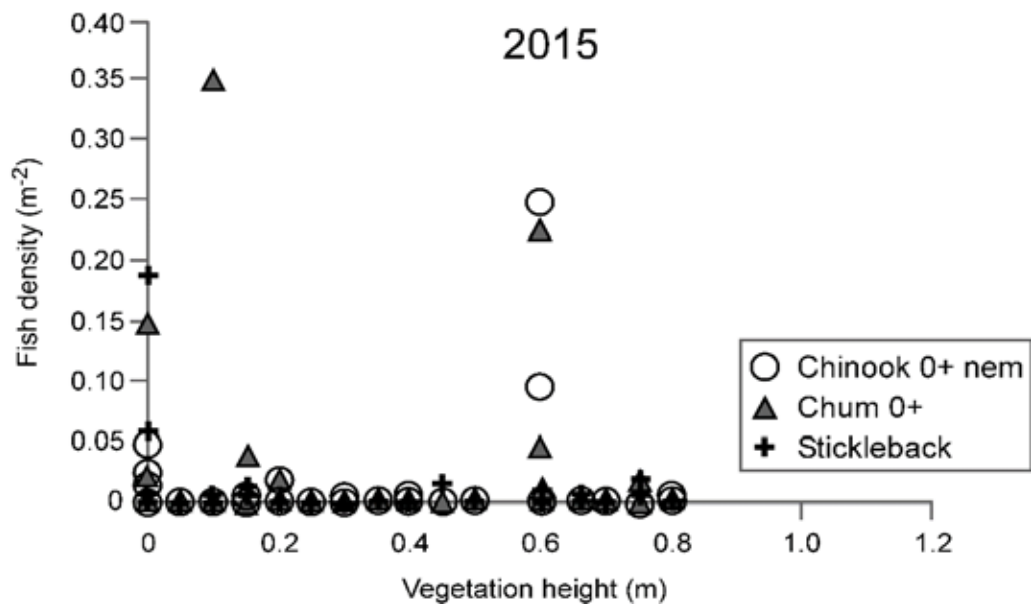 2015
Fish density (m⁻²)
0.40
0.35
0.30
0.25
0.20
0.15
0.10
0.05
0
Chinook 0+ nem
Chum 0+
Stickleback
0 0.2 0.4 0.6 0.8 1.0 1.2
Vegetation height (m)